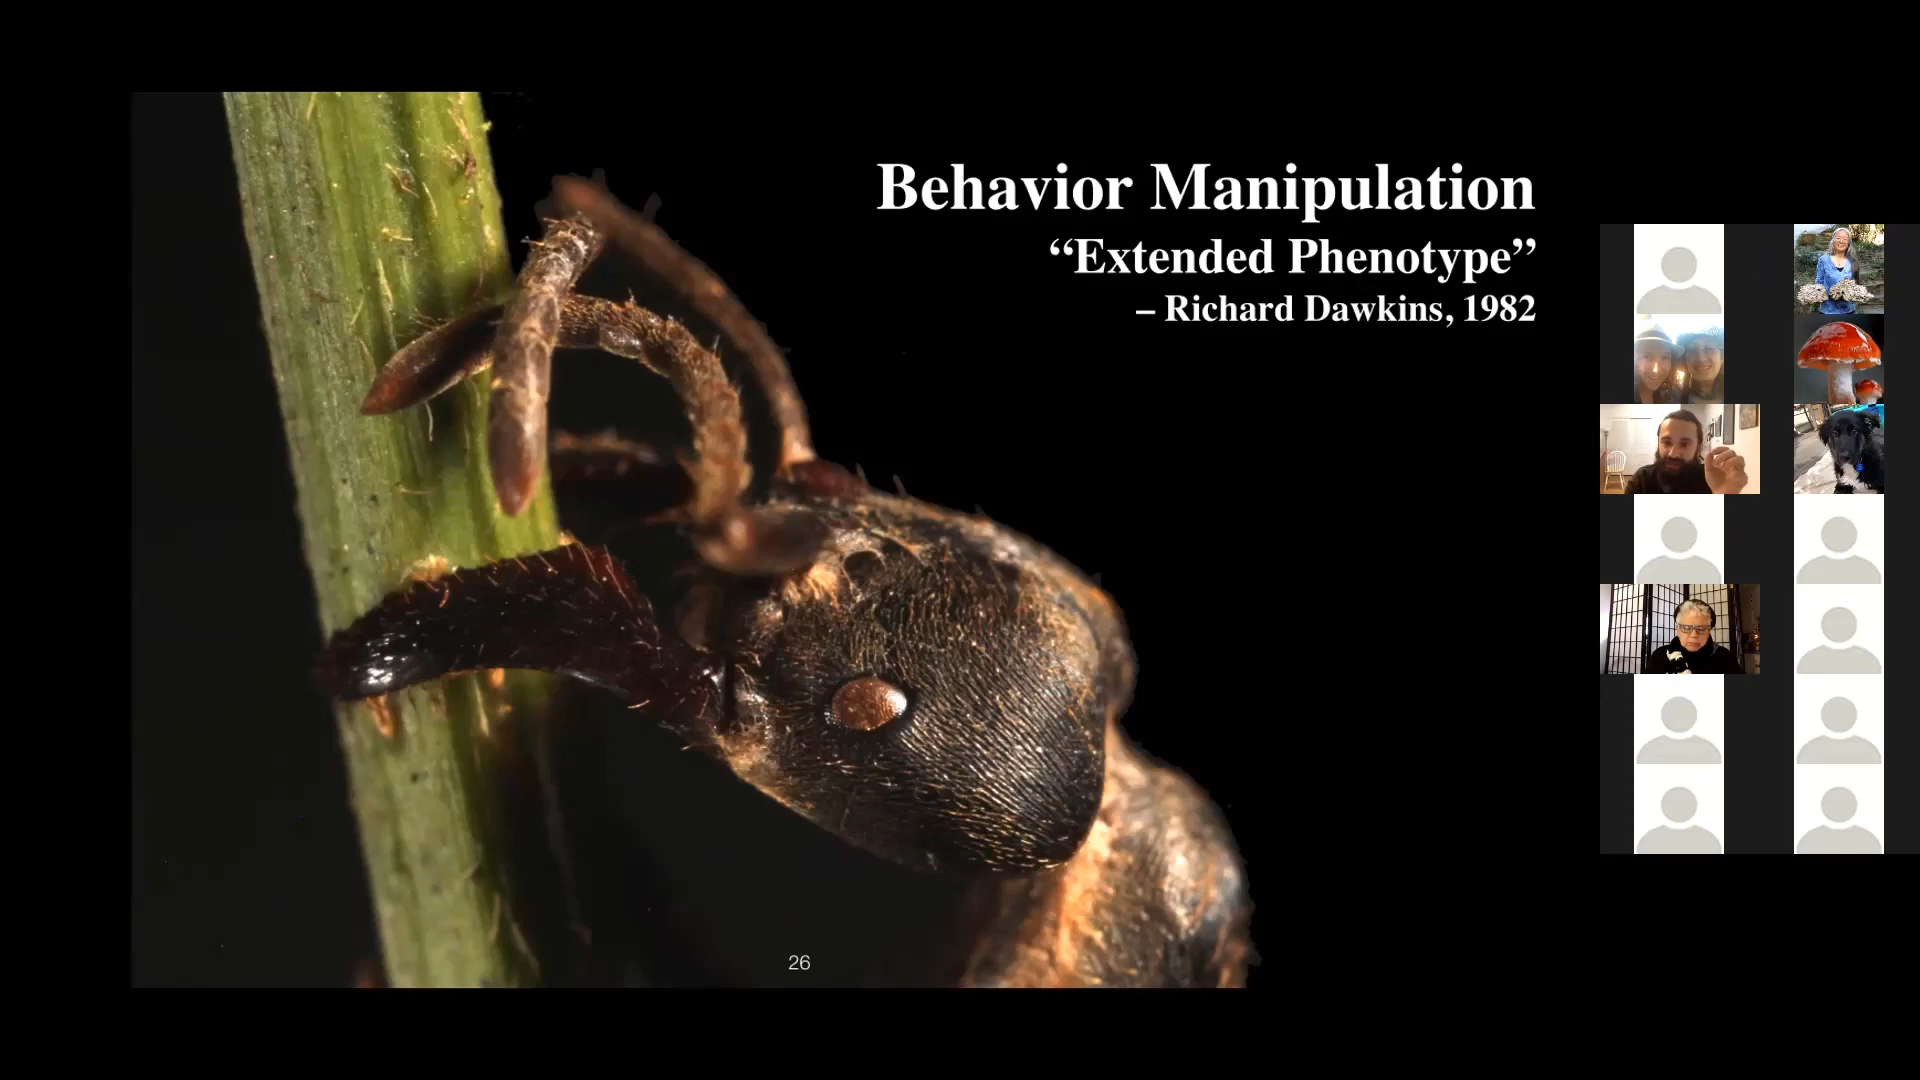 Behavior Manipulation
“Extended Phenotype”
– Richard Dawkins, 1982
26